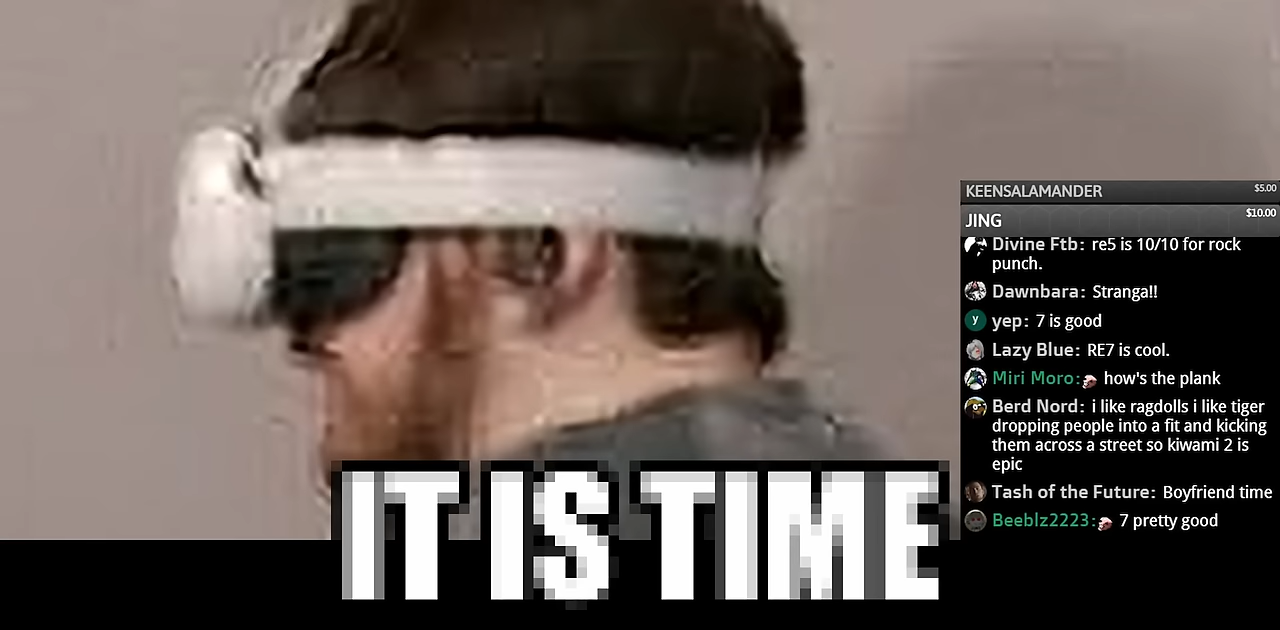 KEENSALAMANDER $5.00
JING $10.00
Divine Ftb: re5 is 10/10 for rock
punch.
Dawnbara: Stranga!!
y yep: 7 is good
Lazy Blue: RE7 is cool.
Miri Moro: how's the plank
Berd Nord: i like ragdolls i like tiger
dropping people into a fit and kicking
them across a street so kiwami 2 is
epic
Tash of the Future: Boyfriend time
Beeblz2223: 7 pretty good
IT IS TIME